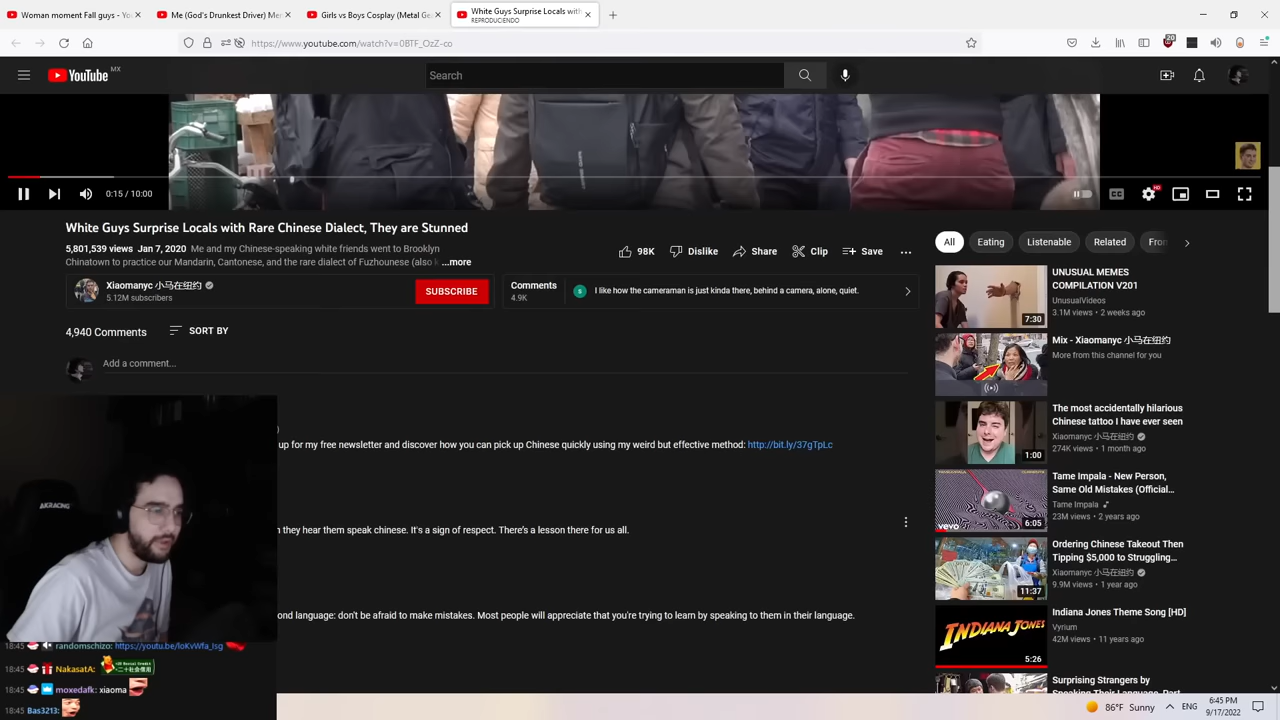 Woman moment Fall guys - Yo
Me (God's Drunkest Driver) Mer
Girls vs Boys Cosplay (Metal Ge
White Guys Surprise Locals with
REPRODUCIENDO
https://www.youtube.com/watch?v=0BTF_OzZ-co
20
YouTube MX
Search
0:15 / 10:00
CC
HD
White Guys Surprise Locals with Rare Chinese Dialect, They are Stunned
5,801,539 views Jan 7, 2020 Me and my Chinese-speaking white friends went to Brooklyn
Chinatown to practice our Mandarin, Cantonese, and the rare dialect of Fuzhounese (also k ...more
98K
Dislike
Share
Clip
Save
Xiaomanyc 小马在纽约
5.12M subscribers
SUBSCRIBE
Comments
4.9K
I like how the cameraman is just kinda there, behind a camera, alone, quiet.
4,940 Comments
SORT BY
Add a comment...
up for my free newsletter and discover how you can pick up Chinese quickly using my weird but effective method: http://bit.ly/37gTpLc
they hear them speak chinese. It's a sign of respect. There's a lesson there for us all.
ond language: don't be afraid to make mistakes. Most people will appreciate that you're trying to learn by speaking to them in their language.
AKRACING
18:45 randomschizo: https://youtu.be/loKvWfa_Isg
18:45 NakasatA:
18:45 moxedafk: xiaoma
18:45 Bas3213:
All
Eating
Listenable
Related
Fron
UNUSUAL MEMES
COMPILATION V201
UnusualVideos
3.1M views • 2 weeks ago
7:30
Mix - Xiaomanyc 小马在纽约
More from this channel for you
The most accidentally hilarious
Chinese tattoo I have ever seen
Xiaomanyc 小马在纽约
274K views • 1 month ago
1:00
Tame Impala - New Person,
Same Old Mistakes (Official...
Tame Impala
23M views • 2 years ago
vevo
6:05
Ordering Chinese Takeout Then
Tipping $5,000 to Struggling...
Xiaomanyc 小马在纽约
9.9M views • 1 year ago
11:37
Indiana Jones Theme Song [HD]
Vyrium
42M views • 11 years ago
INDIANA JONES
5:26
Surprising Strangers by
Speaking Their Language, Part
86°F Sunny
ENG
6:45 PM
9/17/2022